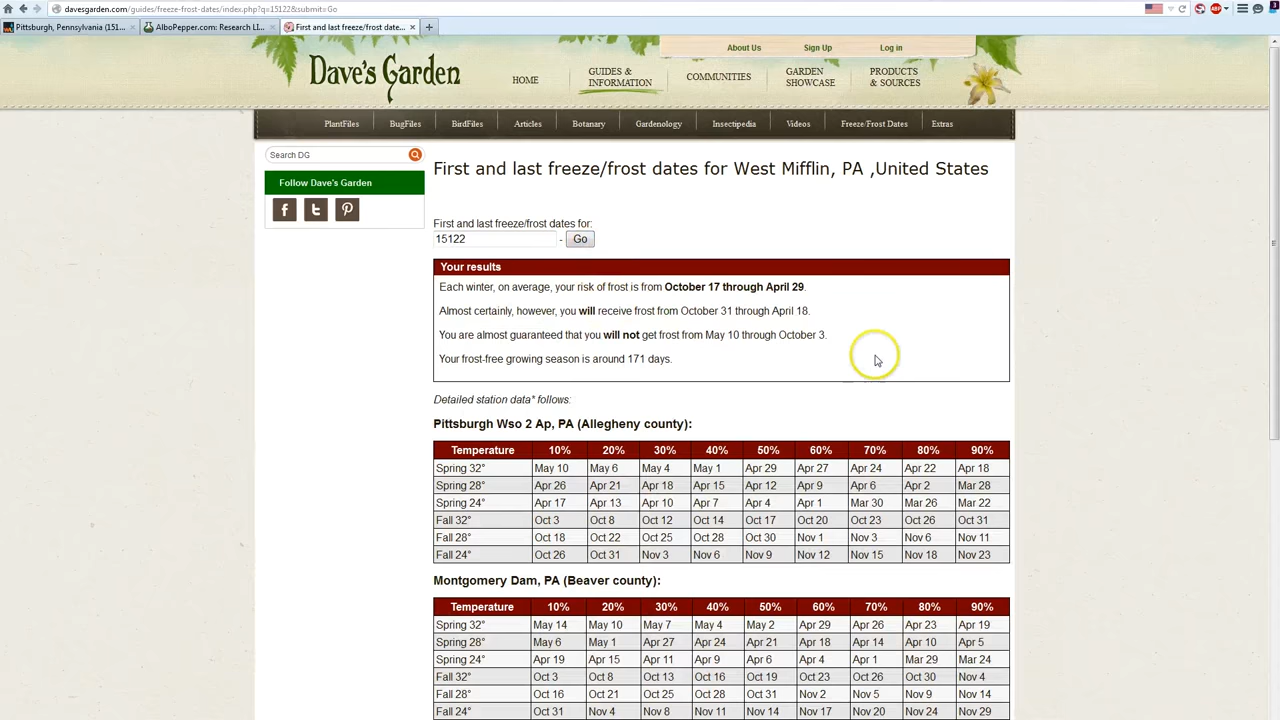 davesgarden.com/guides/freeze-frost-dates/index.php?q=15122&submit=Go
Pittsburgh, Pennsylvania (151...
AlboPepper.com: Research LI...
First and last freeze/frost date...
About Us Sign Up Log in
Dave's Garden
HOME
GUIDES & INFORMATION
COMMUNITIES
GARDEN SHOWCASE
PRODUCTS & SOURCES
PlantFiles BugFiles BirdFiles Articles Botanary Gardenology Insectipedia Videos Freeze/Frost Dates Extras
Search DG
Follow Dave's Garden
First and last freeze/frost dates for West Mifflin, PA ,United States
First and last freeze/frost dates for:
15122 - Go
Your results
Each winter, on average, your risk of frost is from October 17 through April 29.
Almost certainly, however, you will receive frost from October 31 through April 18.
You are almost guaranteed that you will not get frost from May 10 through October 3.
Your frost-free growing season is around 171 days.
Detailed station data* follows:
Pittsburgh Wso 2 Ap, PA (Allegheny county):
Temperature 10% 20% 30% 40% 50% 60% 70% 80% 90%
Spring 32° May 10 May 6 May 4 May 1 Apr 29 Apr 27 Apr 24 Apr 22 Apr 18
Spring 28° Apr 26 Apr 21 Apr 18 Apr 15 Apr 12 Apr 9 Apr 6 Apr 2 Mar 28
Spring 24° Apr 17 Apr 13 Apr 10 Apr 7 Apr 4 Apr 1 Mar 30 Mar 26 Mar 22
Fall 32° Oct 3 Oct 8 Oct 12 Oct 14 Oct 17 Oct 20 Oct 23 Oct 26 Oct 31
Fall 28° Oct 18 Oct 22 Oct 25 Oct 28 Oct 30 Nov 1 Nov 3 Nov 6 Nov 11
Fall 24° Oct 26 Oct 31 Nov 3 Nov 6 Nov 9 Nov 12 Nov 15 Nov 18 Nov 23
Montgomery Dam, PA (Beaver county):
Temperature 10% 20% 30% 40% 50% 60% 70% 80% 90%
Spring 32° May 14 May 10 May 7 May 4 May 2 Apr 29 Apr 26 Apr 23 Apr 19
Spring 28° May 6 May 1 Apr 27 Apr 24 Apr 21 Apr 18 Apr 14 Apr 10 Apr 5
Spring 24° Apr 19 Apr 15 Apr 11 Apr 9 Apr 6 Apr 4 Apr 1 Mar 29 Mar 24
Fall 32° Oct 3 Oct 8 Oct 13 Oct 16 Oct 19 Oct 23 Oct 26 Oct 30 Nov 4
Fall 28° Oct 16 Oct 21 Oct 25 Oct 28 Oct 31 Nov 2 Nov 5 Nov 9 Nov 14
Fall 24° Oct 31 Nov 4 Nov 8 Nov 11 Nov 14 Nov 17 Nov 20 Nov 24 Nov 29